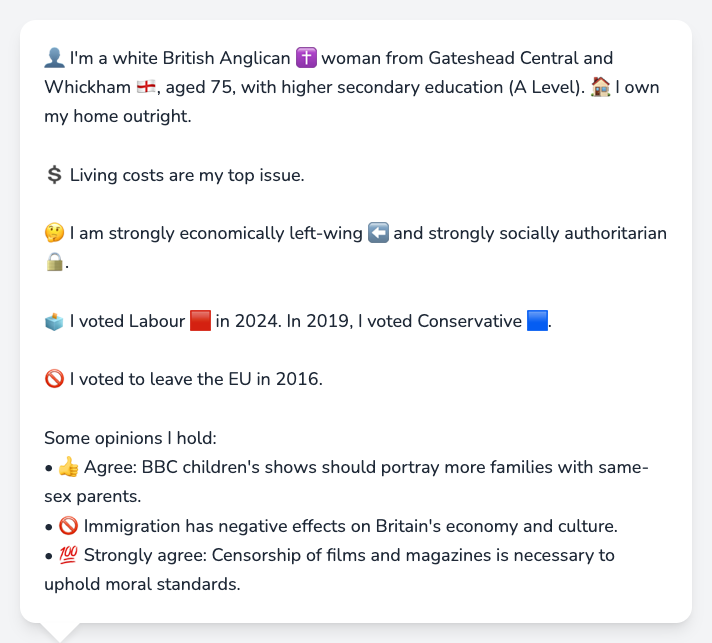 👤 I'm a white British Anglican ✝️ woman from Gateshead Central and
Whickham 🏴󠁧󠁢󠁥󠁮󠁧󠁿, aged 75, with higher secondary education (A Level). 🏠 I own
my home outright.
💲 Living costs are my top issue.
🤔 I am strongly economically left-wing ⬅️ and strongly socially authoritarian
🔒.
🗳️ I voted Labour 🟥 in 2024. In 2019, I voted Conservative 🟦.
🚫 I voted to leave the EU in 2016.
Some opinions I hold:
• 👍 Agree: BBC children's shows should portray more families with same-
sex parents.
• 🚫 Immigration has negative effects on Britain's economy and culture.
• 💯 Strongly agree: Censorship of films and magazines is necessary to
uphold moral standards.